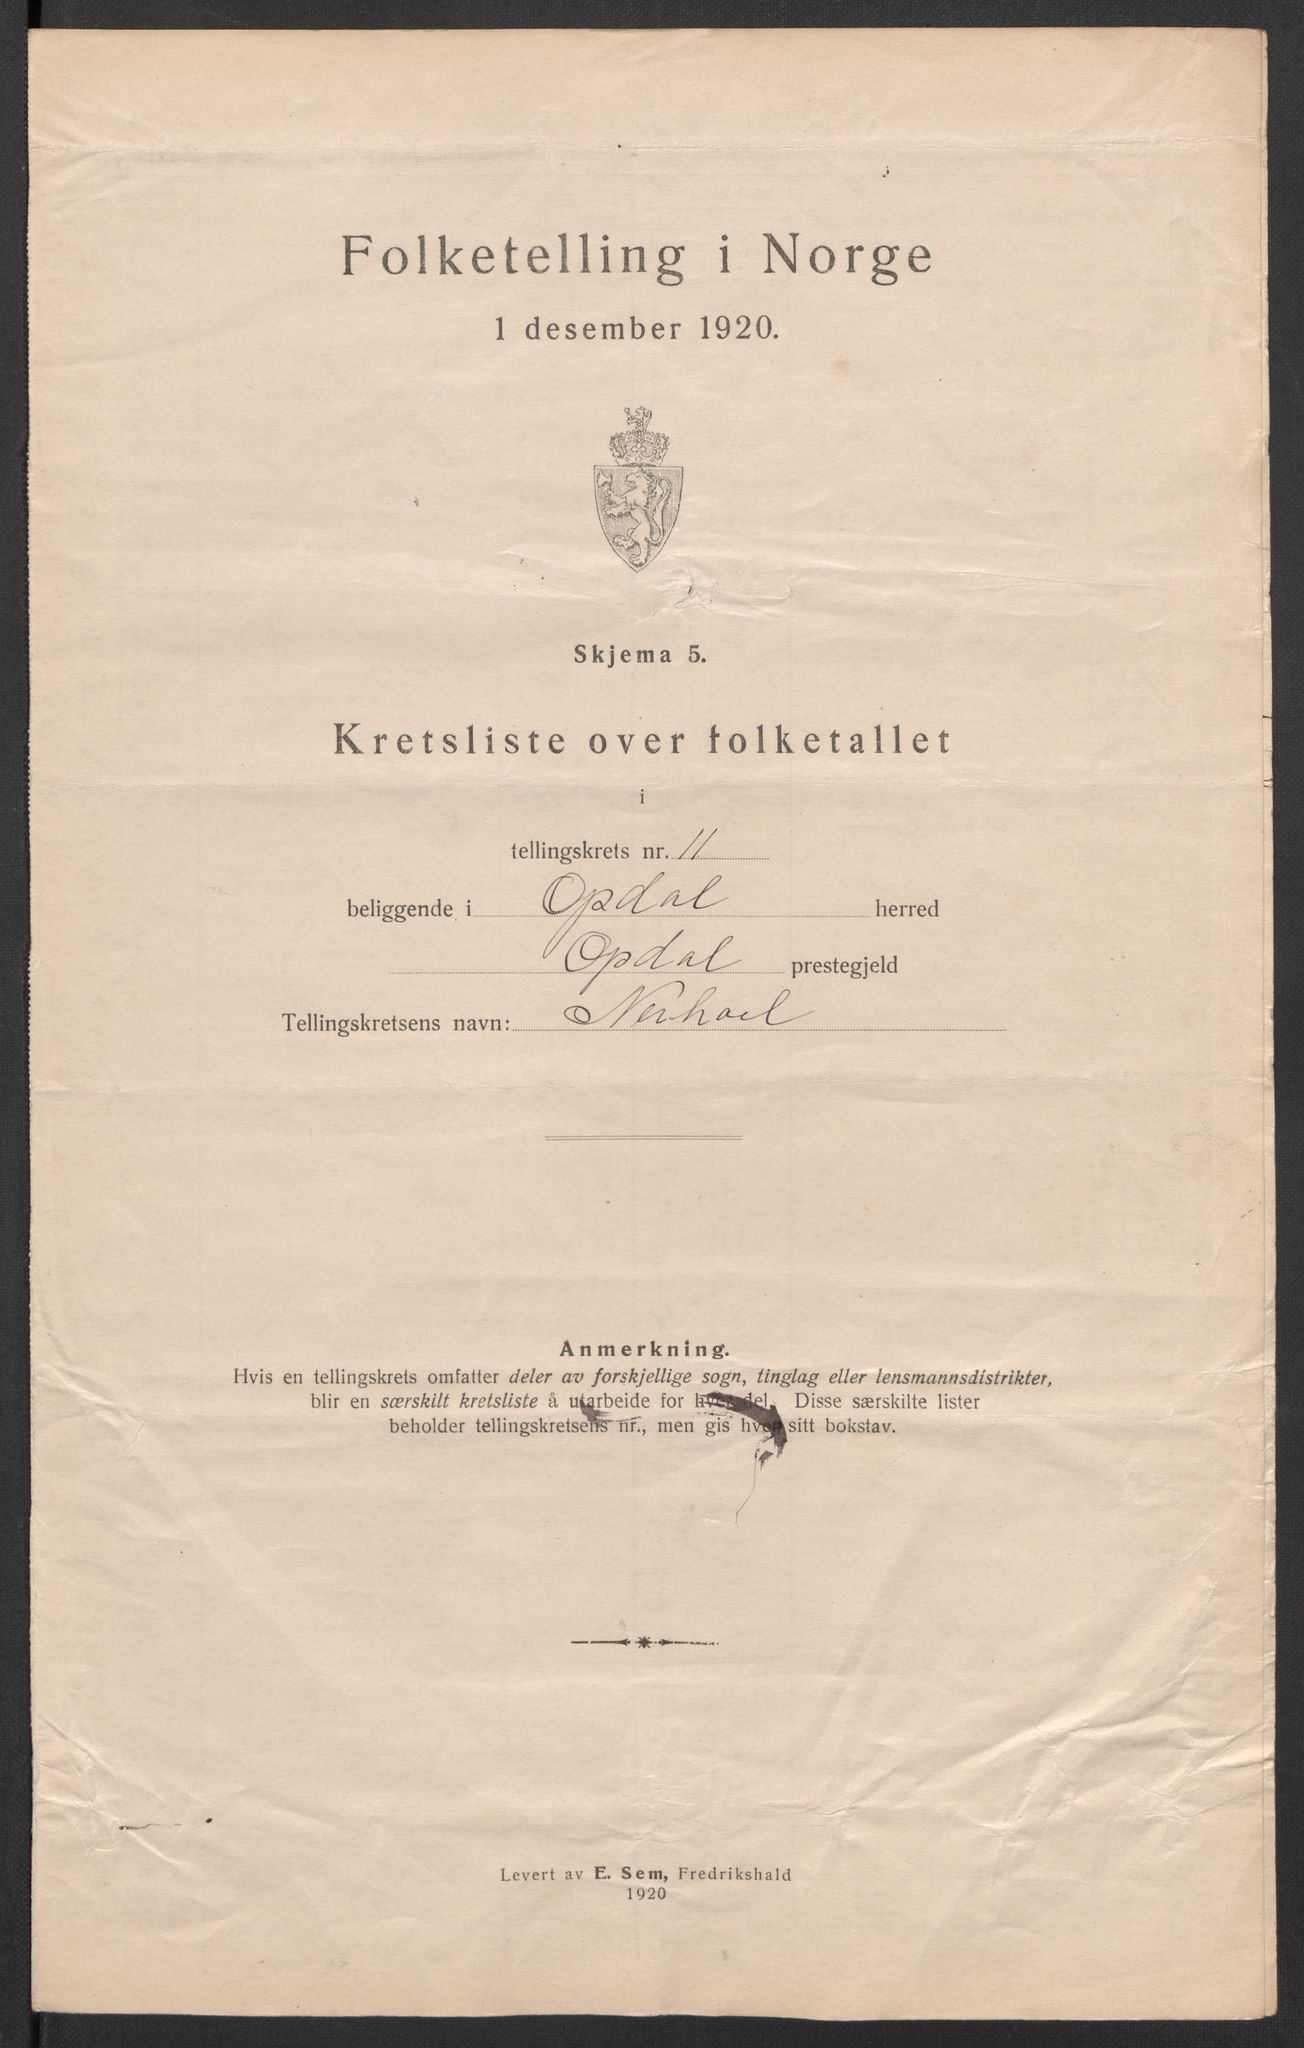 Folketelling i Norge
1 desember 1920.
Skjema 5.
Kretsliste over folketallet
i
tellingskrets nr. 11
beliggende i Opdal herred
Opdal prestegjeld
Tellingskretsens navn: Nerhoel
Anmerkning.
Hvis en tellingskrets omfatter deler av forskjellige sogn, tinglag eller lensmannsdistrikter,
blir en særskilt kretsliste å utarbeide for hver del. Disse særskilte lister
beholder tellingskretsens nr., men gis hver sitt bokstav.
Levert av E. Sem, Fredrikshald
1920